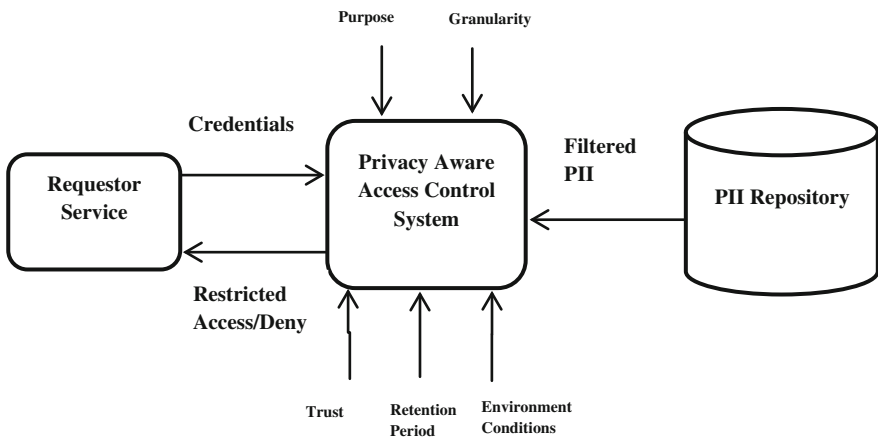 Purpose
Granularity
Credentials
Requestor
Service
Privacy Aware
Access Control
System
Filtered
PII
PII Repository
Restricted
Access/Deny
Trust
Retention
Period
Environment
Conditions